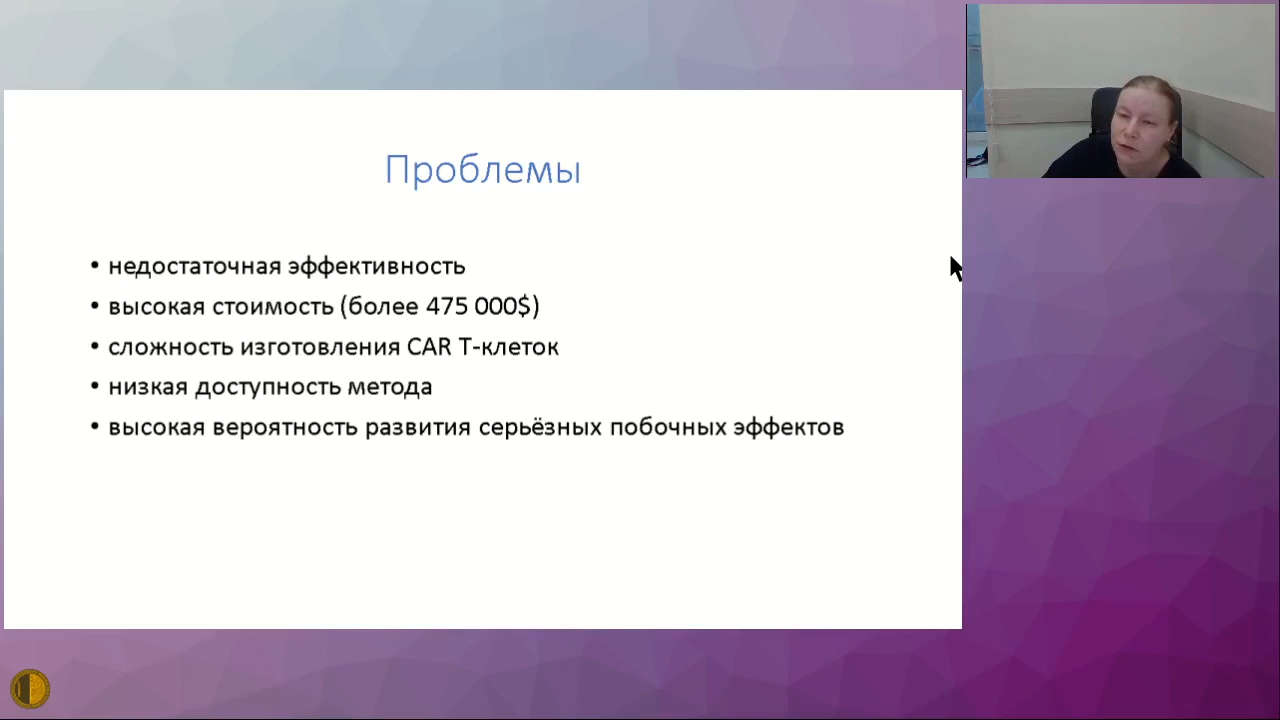 Проблемы
• недостаточная эффективность
• высокая стоимость (более 475 000$)
• сложность изготовления CAR Т-клеток
• низкая доступность метода
• высокая вероятность развития серьёзных побочных эффектов